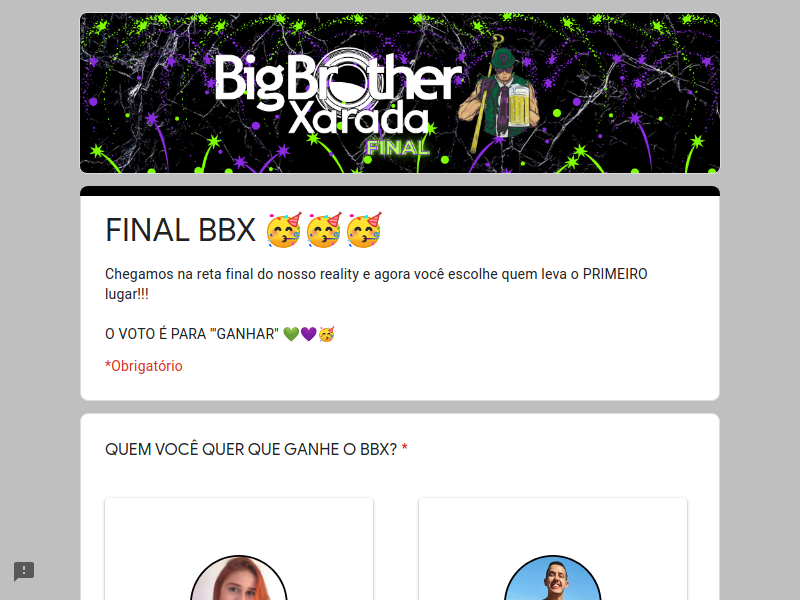 BigBrother
Xarada
FINAL
FINAL BBX 🥳🥳🥳
Chegamos na reta final do nosso reality e agora você escolhe quem leva o PRIMEIRO
lugar!!!
O VOTO É PARA "'GANHAR" 💚💜🥳
*Obrigatório
QUEM VOCÊ QUER QUE GANHE O BBX? *